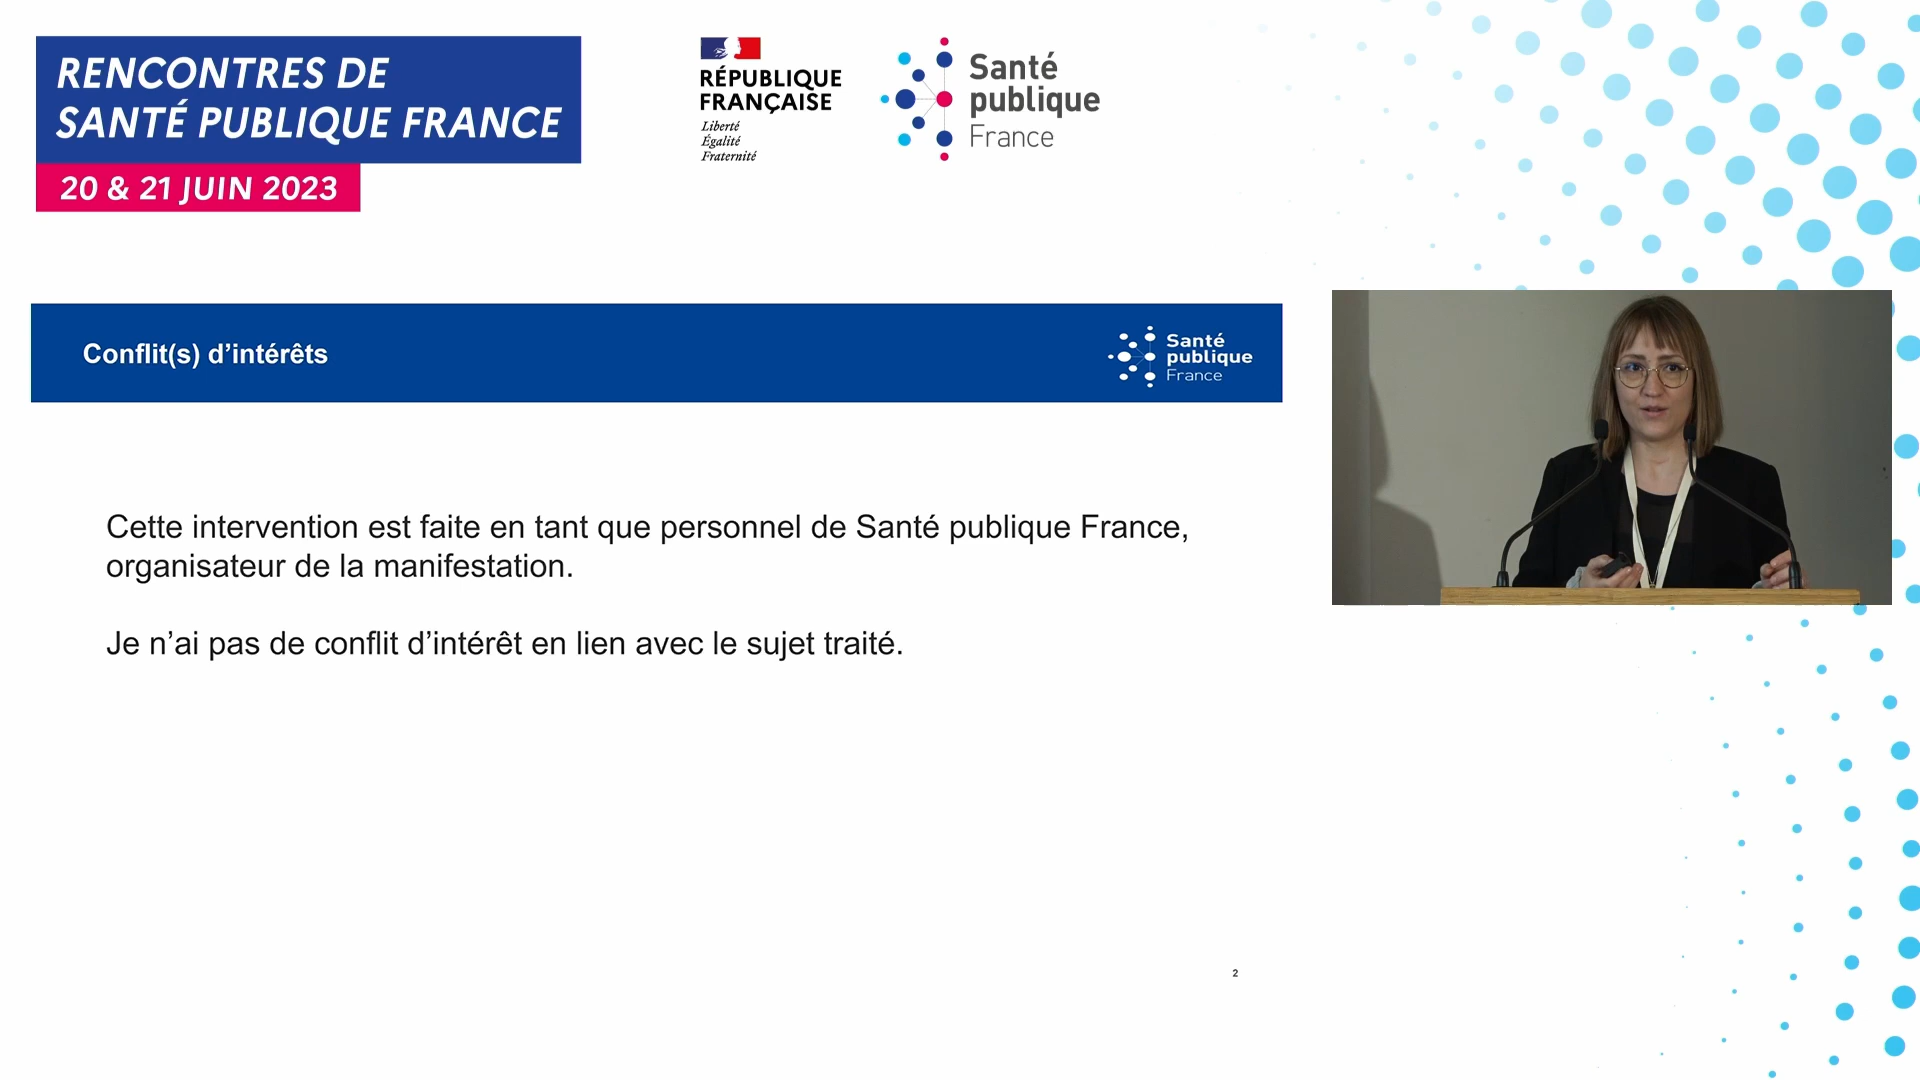 RENCONTRES DE
SANTÉ PUBLIQUE FRANCE
20 & 21 JUIN 2023
RÉPUBLIQUE
FRANÇAISE
Liberté
Égalité
Fraternité
Santé
publique
France
Conflit(s) d’intérêts
Santé
publique
France
Cette intervention est faite en tant que personnel de Santé publique France,
organisateur de la manifestation.
Je n’ai pas de conflit d’intérêt en lien avec le sujet traité.
2